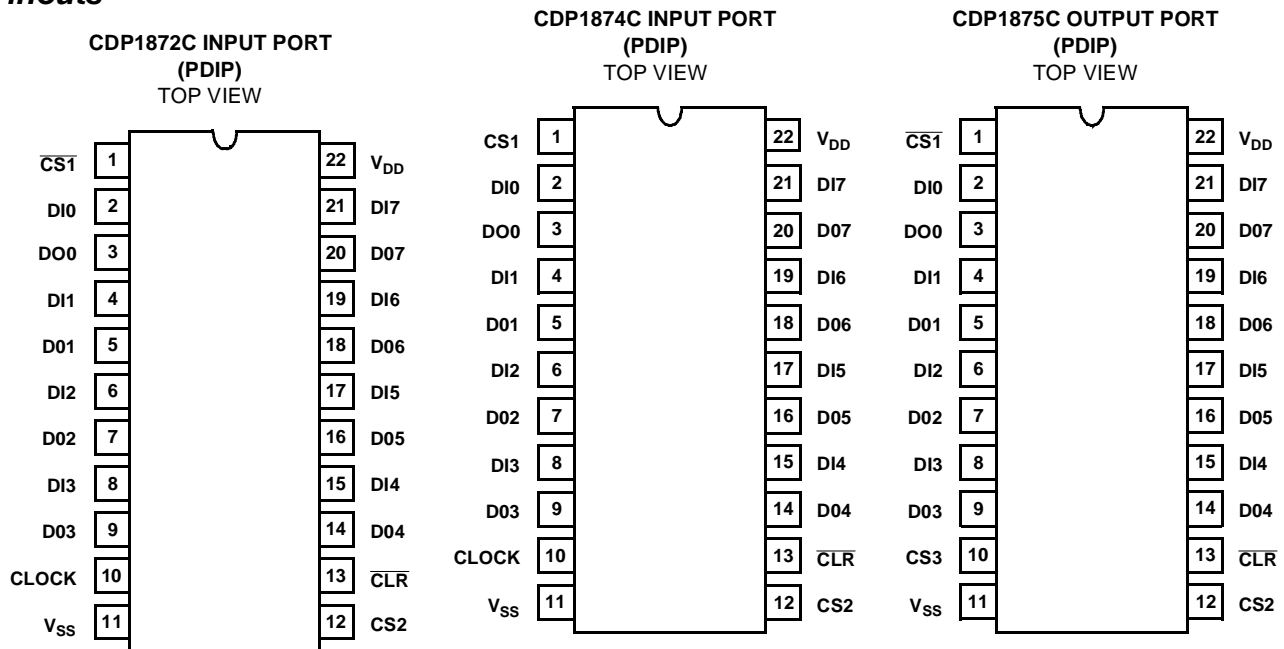 CDP1872C INPUT PORT
(PDIP)
TOP VIEW
C̅S̅1̅ 1 22 VDD
DI0 2 21 DI7
DO0 3 20 D07
DI1 4 19 DI6
D01 5 18 D06
DI2 6 17 DI5
D02 7 16 D05
DI3 8 15 DI4
D03 9 14 D04
CLOCK 10 13 C̅L̅R̅
VSS 11 12 CS2
CDP1874C INPUT PORT
(PDIP)
TOP VIEW
CS1 1 22 VDD
DI0 2 21 DI7
DO0 3 20 D07
DI1 4 19 DI6
D01 5 18 D06
DI2 6 17 DI5
D02 7 16 D05
DI3 8 15 DI4
D03 9 14 D04
CLOCK 10 13 C̅L̅R̅
VSS 11 12 CS2
CDP1875C OUTPUT PORT
(PDIP)
TOP VIEW
C̅S̅1̅ 1 22 VDD
DI0 2 21 DI7
DO0 3 20 D07
DI1 4 19 DI6
D01 5 18 D06
DI2 6 17 DI5
D02 7 16 D05
DI3 8 15 DI4
D03 9 14 D04
CS3 10 13 C̅L̅R̅
VSS 11 12 CS2